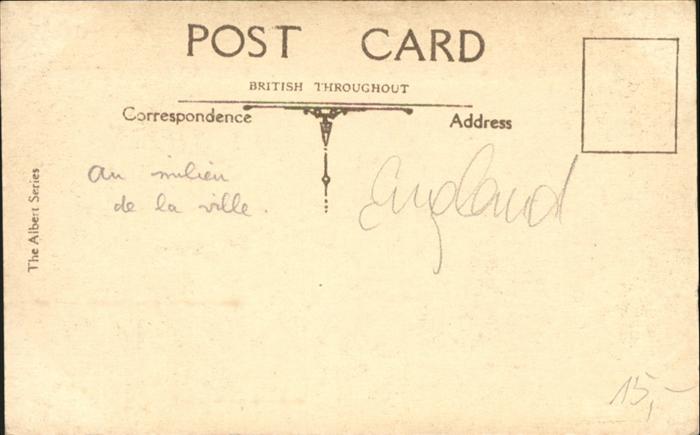 POST CARD
BRITISH THROUGHOUT
Correspondence
Address
au milieu
de la ville.
England
The Albert Series
15,-